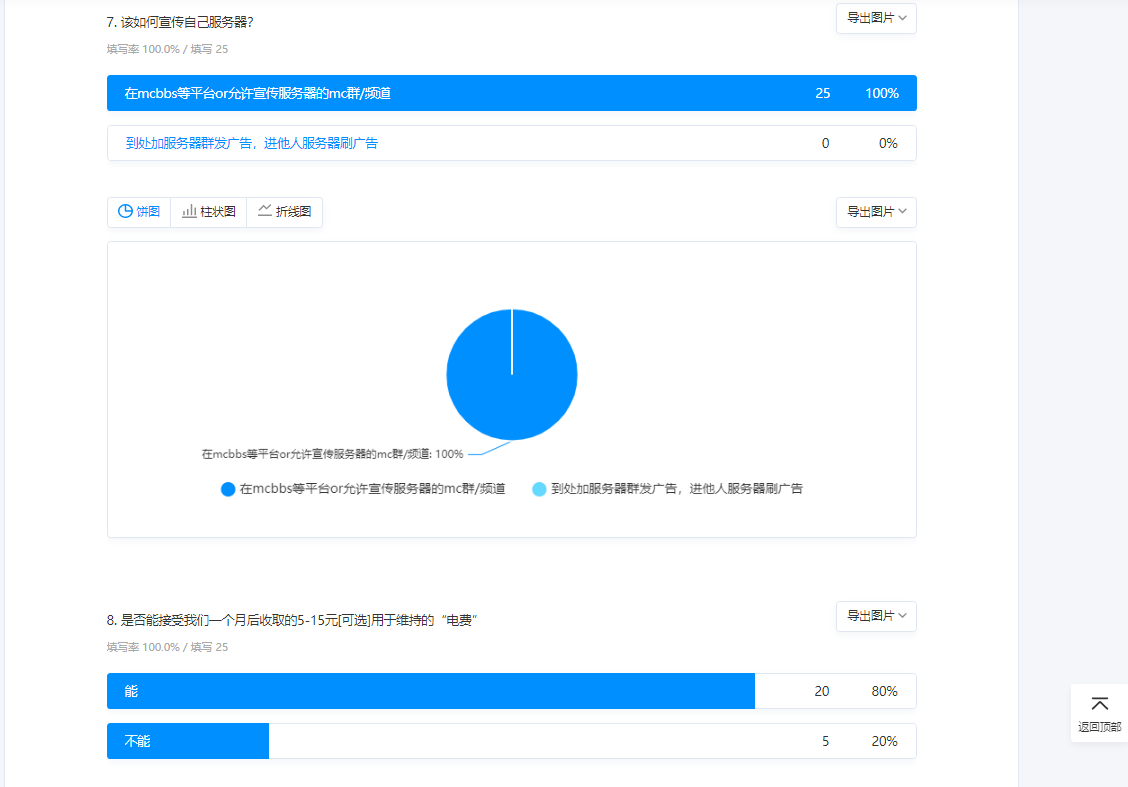 7. 该如何宣传自己服务器?
导出图片
填写率 100.0% / 填写 25
在mcbbs等平台or允许宣传服务器的mc群/频道 25 100%
到处加服务器群发广告，进他人服务器刷广告 0 0%
饼图 柱状图 折线图 导出图片
在mcbbs等平台or允许宣传服务器的mc群/频道: 100%
在mcbbs等平台or允许宣传服务器的mc群/频道 到处加服务器群发广告，进他人服务器刷广告
8. 是否能接受我们一个月后收取的5-15元[可选]用于维持的“电费”
导出图片
填写率 100.0% / 填写 25
能 20 80%
不能 5 20%
返回顶部